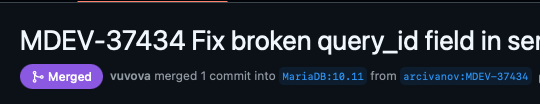 MDEV-37434 Fix broken query_id field in
Merged vuvova merged 1 commit into MariaDB:10.11 from arcivanov:MDEV-37434